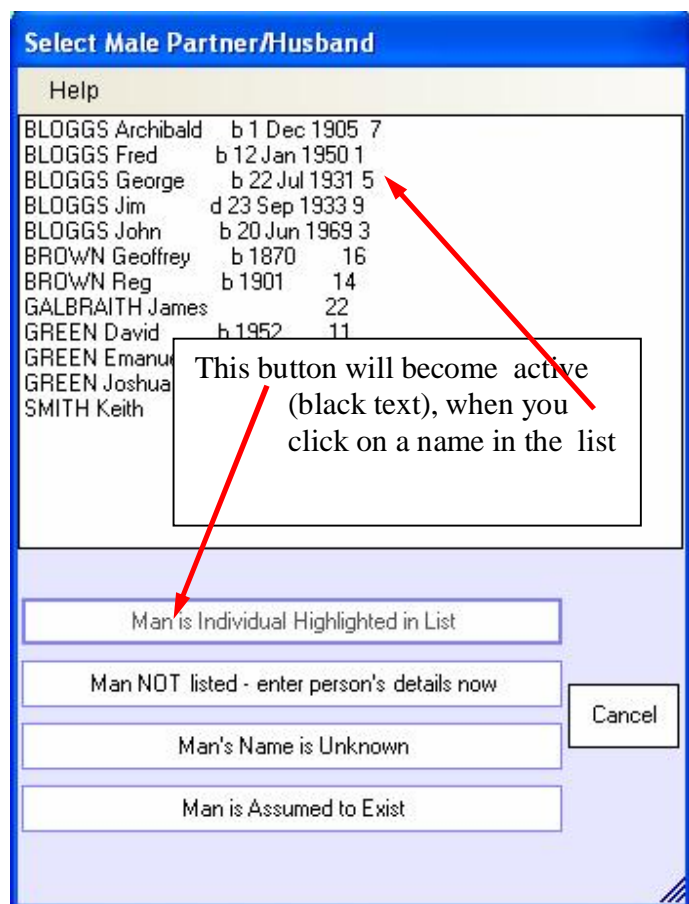 Select Male Partner/Husband
Help
BLOGGS Archibald b 1 Dec 1905 7
BLOGGS Fred b 12 Jan 1950 1
BLOGGS George b 22 Jul 1931 5
BLOGGS Jim d 23 Sep 1933 9
BLOGGS John b 20 Jun 1969 3
BROWN Geoffrey b 1870 16
BROWN Reg b 1901 14
GALBRAITH James 22
GREEN David b 1952 11
GREEN
GREEN Joshua
SMITH Keith
This button will become active
(black text), when you
click on a name in the list
Man is Individual Highlighted in List
Man NOT listed - enter person's details now
Cancel
Man's Name is Unknown
Man is Assumed to Exist